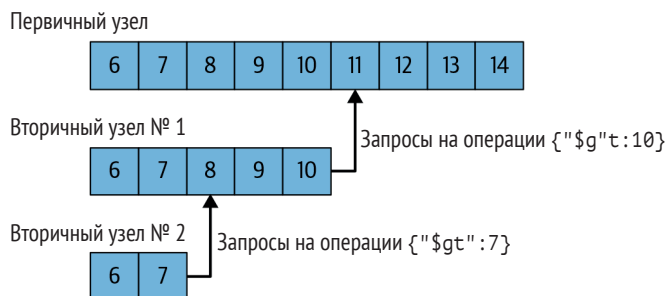 Первичный узел
6 7 8 9 10 11 12 13 14
Вторичный узел № 1
Запросы на операции {"$g"t:10}
6 7 8 9 10
Вторичный узел № 2
Запросы на операции {"$gt":7}
6 7